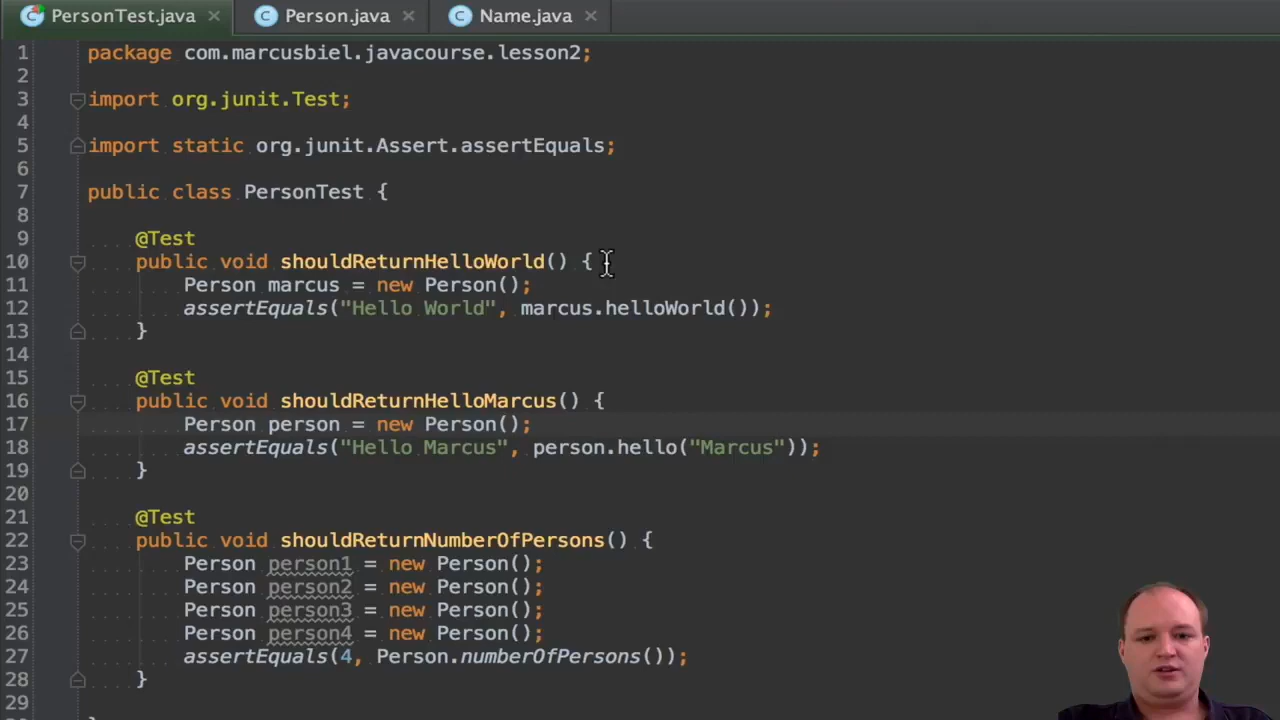 PersonTest.java Person.java Name.java
1 package com.marcusbiel.javacourse.lesson2;
2
3 import org.junit.Test;
4
5 import static org.junit.Assert.assertEquals;
6
7 public class PersonTest {
8
9 @Test
10 public void shouldReturnHelloWorld() {
11 Person marcus = new Person();
12 assertEquals("Hello World", marcus.helloWorld());
13 }
14
15 @Test
16 public void shouldReturnHelloMarcus() {
17 Person person = new Person();
18 assertEquals("Hello Marcus", person.hello("Marcus"));
19 }
20
21 @Test
22 public void shouldReturnNumberOfPersons() {
23 Person person1 = new Person();
24 Person person2 = new Person();
25 Person person3 = new Person();
26 Person person4 = new Person();
27 assertEquals(4, Person.numberOfPersons());
28 }
29